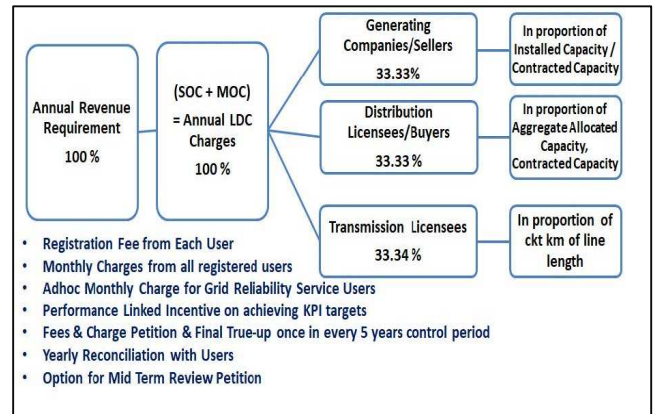 Annual Revenue
Requirement
100 %
(SOC + MOC)
= Annual LDC
Charges
100 %
Generating
Companies/Sellers
33.33%
In proportion of
Installed Capacity /
Contracted Capacity
Distribution
Licensees/Buyers
33.33 %
In proportion of
Aggregate Allocated
Capacity,
Contracted Capacity
Transmission Licensees
33.34 %
In proportion of
ckt km of line
length
• Registration Fee from Each User
• Monthly Charges from all registered users
• Adhoc Monthly Charge for Grid Reliability Service Users
• Performance Linked Incentive on achieving KPI targets
• Fees & Charge Petition & Final True-up once in every 5 years control period
• Yearly Reconciliation with Users
• Option for Mid Term Review Petition